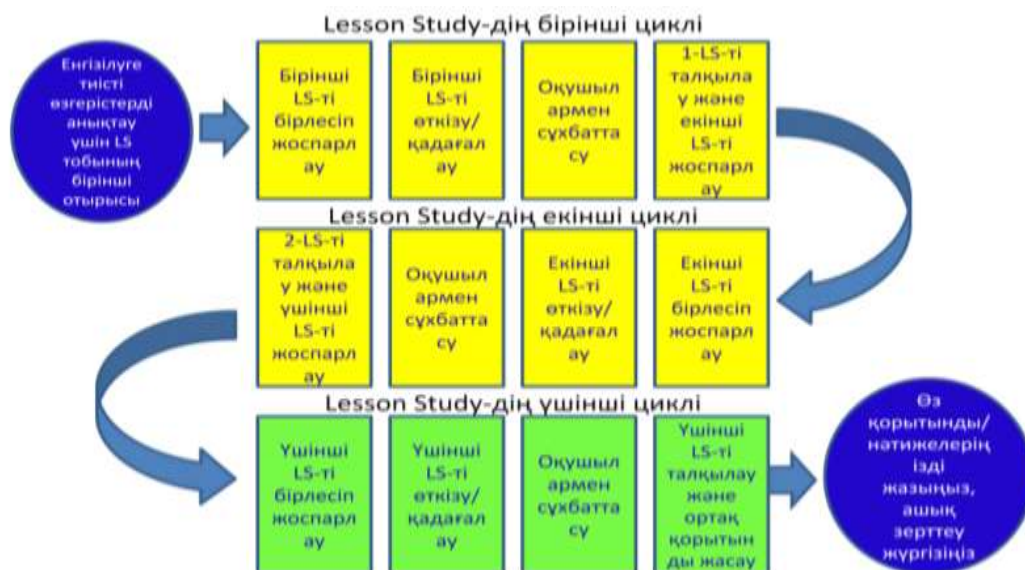 Lesson Study-дің бірінші циклі
Енгізілуге
тиісті
өзгерістерді
анықтау
үшін LS
тобының
бірінші
отырысы
Бірінші
LS-ті
бірлесіп
жоспарл
ау
Бірінші
LS-ті
өткізу/
қадағал
ау
Оқушыл
армен
сұхбатта
су
1-LS-ті
талқыла
у және
екінші
LS-ті
жоспарл
ау
Lesson Study-дің екінші циклі
2-LS-ті
талқыла
у және
үшінші
LS-ті
жоспарл
ау
Оқушыл
армен
сұхбатта
су
Екінші
LS-ті
өткізу/
қадағал
ау
Екінші
LS-ті
бірлесіп
жоспарл
ау
Lesson Study-дің үшінші циклі
Үшінші
LS-ті
бірлесіп
жоспарл
ау
Үшінші
LS-ті
өткізу/
қадағал
ау
Оқушыл
армен
сұхбатта
су
Үшінші
LS-ті
талқылау
және
ортақ
қорытын
ды жасау
Өз
қорытынды/
нәтижелерің
ізді
жазыңыз,
ашық
зерттеу
жүргізіңіз